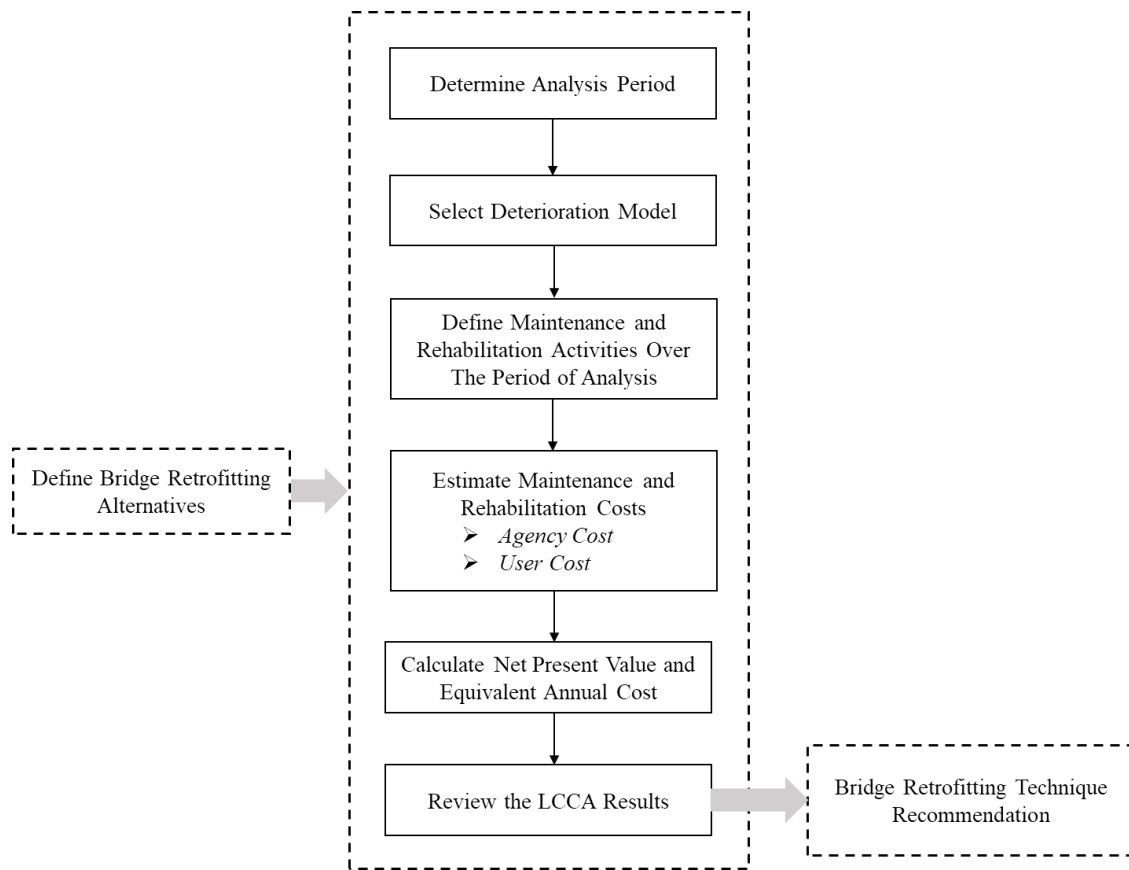 Determine Analysis Period
Select Deterioration Model
Define Maintenance and
Rehabilitation Activities Over
The Period of Analysis
Define Bridge Retrofitting
Alternatives
Estimate Maintenance and
Rehabilitation Costs
➢ Agency Cost
➢ User Cost
Calculate Net Present Value and
Equivalent Annual Cost
Review the LCCA Results
Bridge Retrofitting Technique
Recommendation